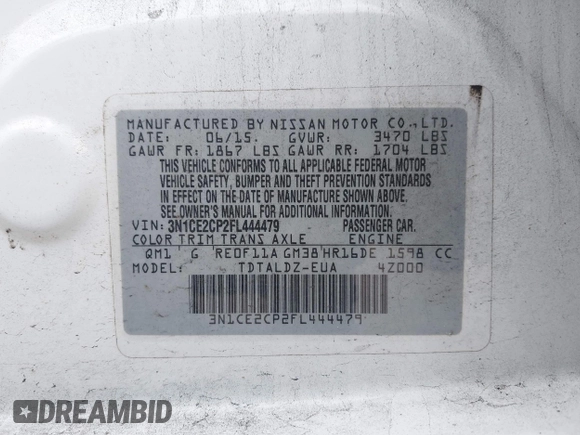 MANUFACTURED BY NISSAN MOTOR CO.,LTD.
DATE: 06/15. GVWR: 3470 LBS
GAWR FR: 1867 LBS GAWR RR: 1704 LBS
THIS VEHICLE CONFORMS TO ALL APPLICABLE FEDERAL MOTOR
VEHICLE SAFETY, BUMPER AND THEFT PREVENTION STANDARDS
IN EFFECT ON THE DATE OF MANUFACTURE SHOWN ABOVE.
SEE OWNER'S MANUAL FOR ADDITIONAL INFORMATION.
VIN: 3N1CE2CP2FL444479 PASSENGER CAR.
COLOR TRIM TRANS AXLE ENGINE
QM1 G RE0F11A GM38 HR16DE 1598 CC
MODEL: TDTALDZ-EUA 4Z000
3N1CE2CP2FL444479
DREAMBID